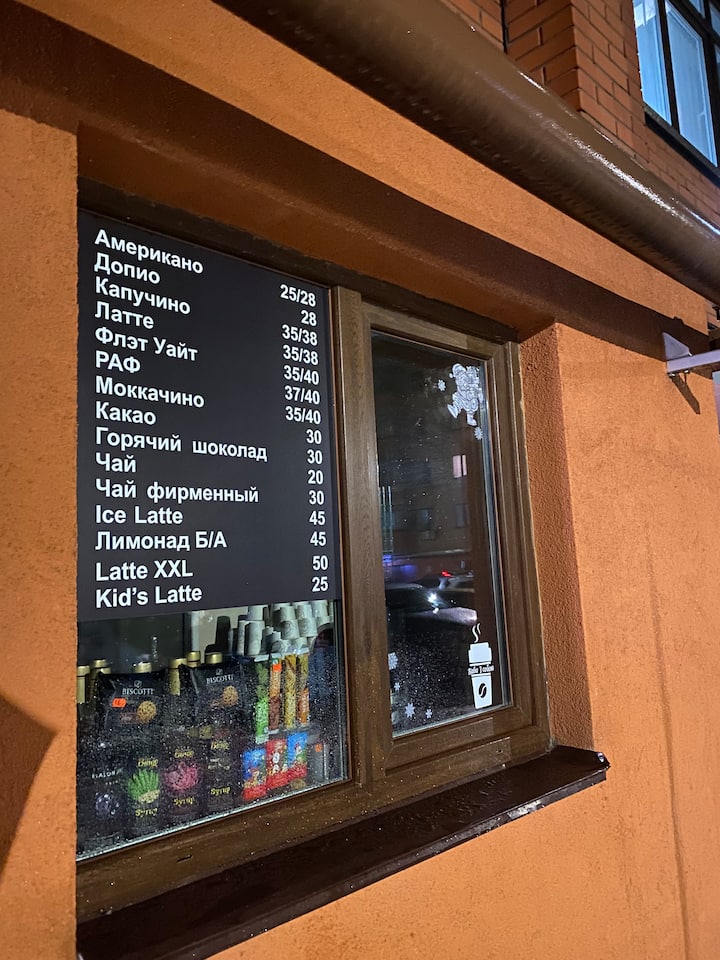 Американо 25/28
Допио 28
Капучино 35/38
Латте 35/38
Флэт Уайт 35/40
РАФ 37/40
Моккачино 35/40
Какао 30
Горячий шоколад 30
Чай 20
Чай фирменный 30
Ice Latte 45
Лимонад Б/А 45
Latte XXL 50
Kid’s Latte 25
BISCOTTI
Syrup
Syrup